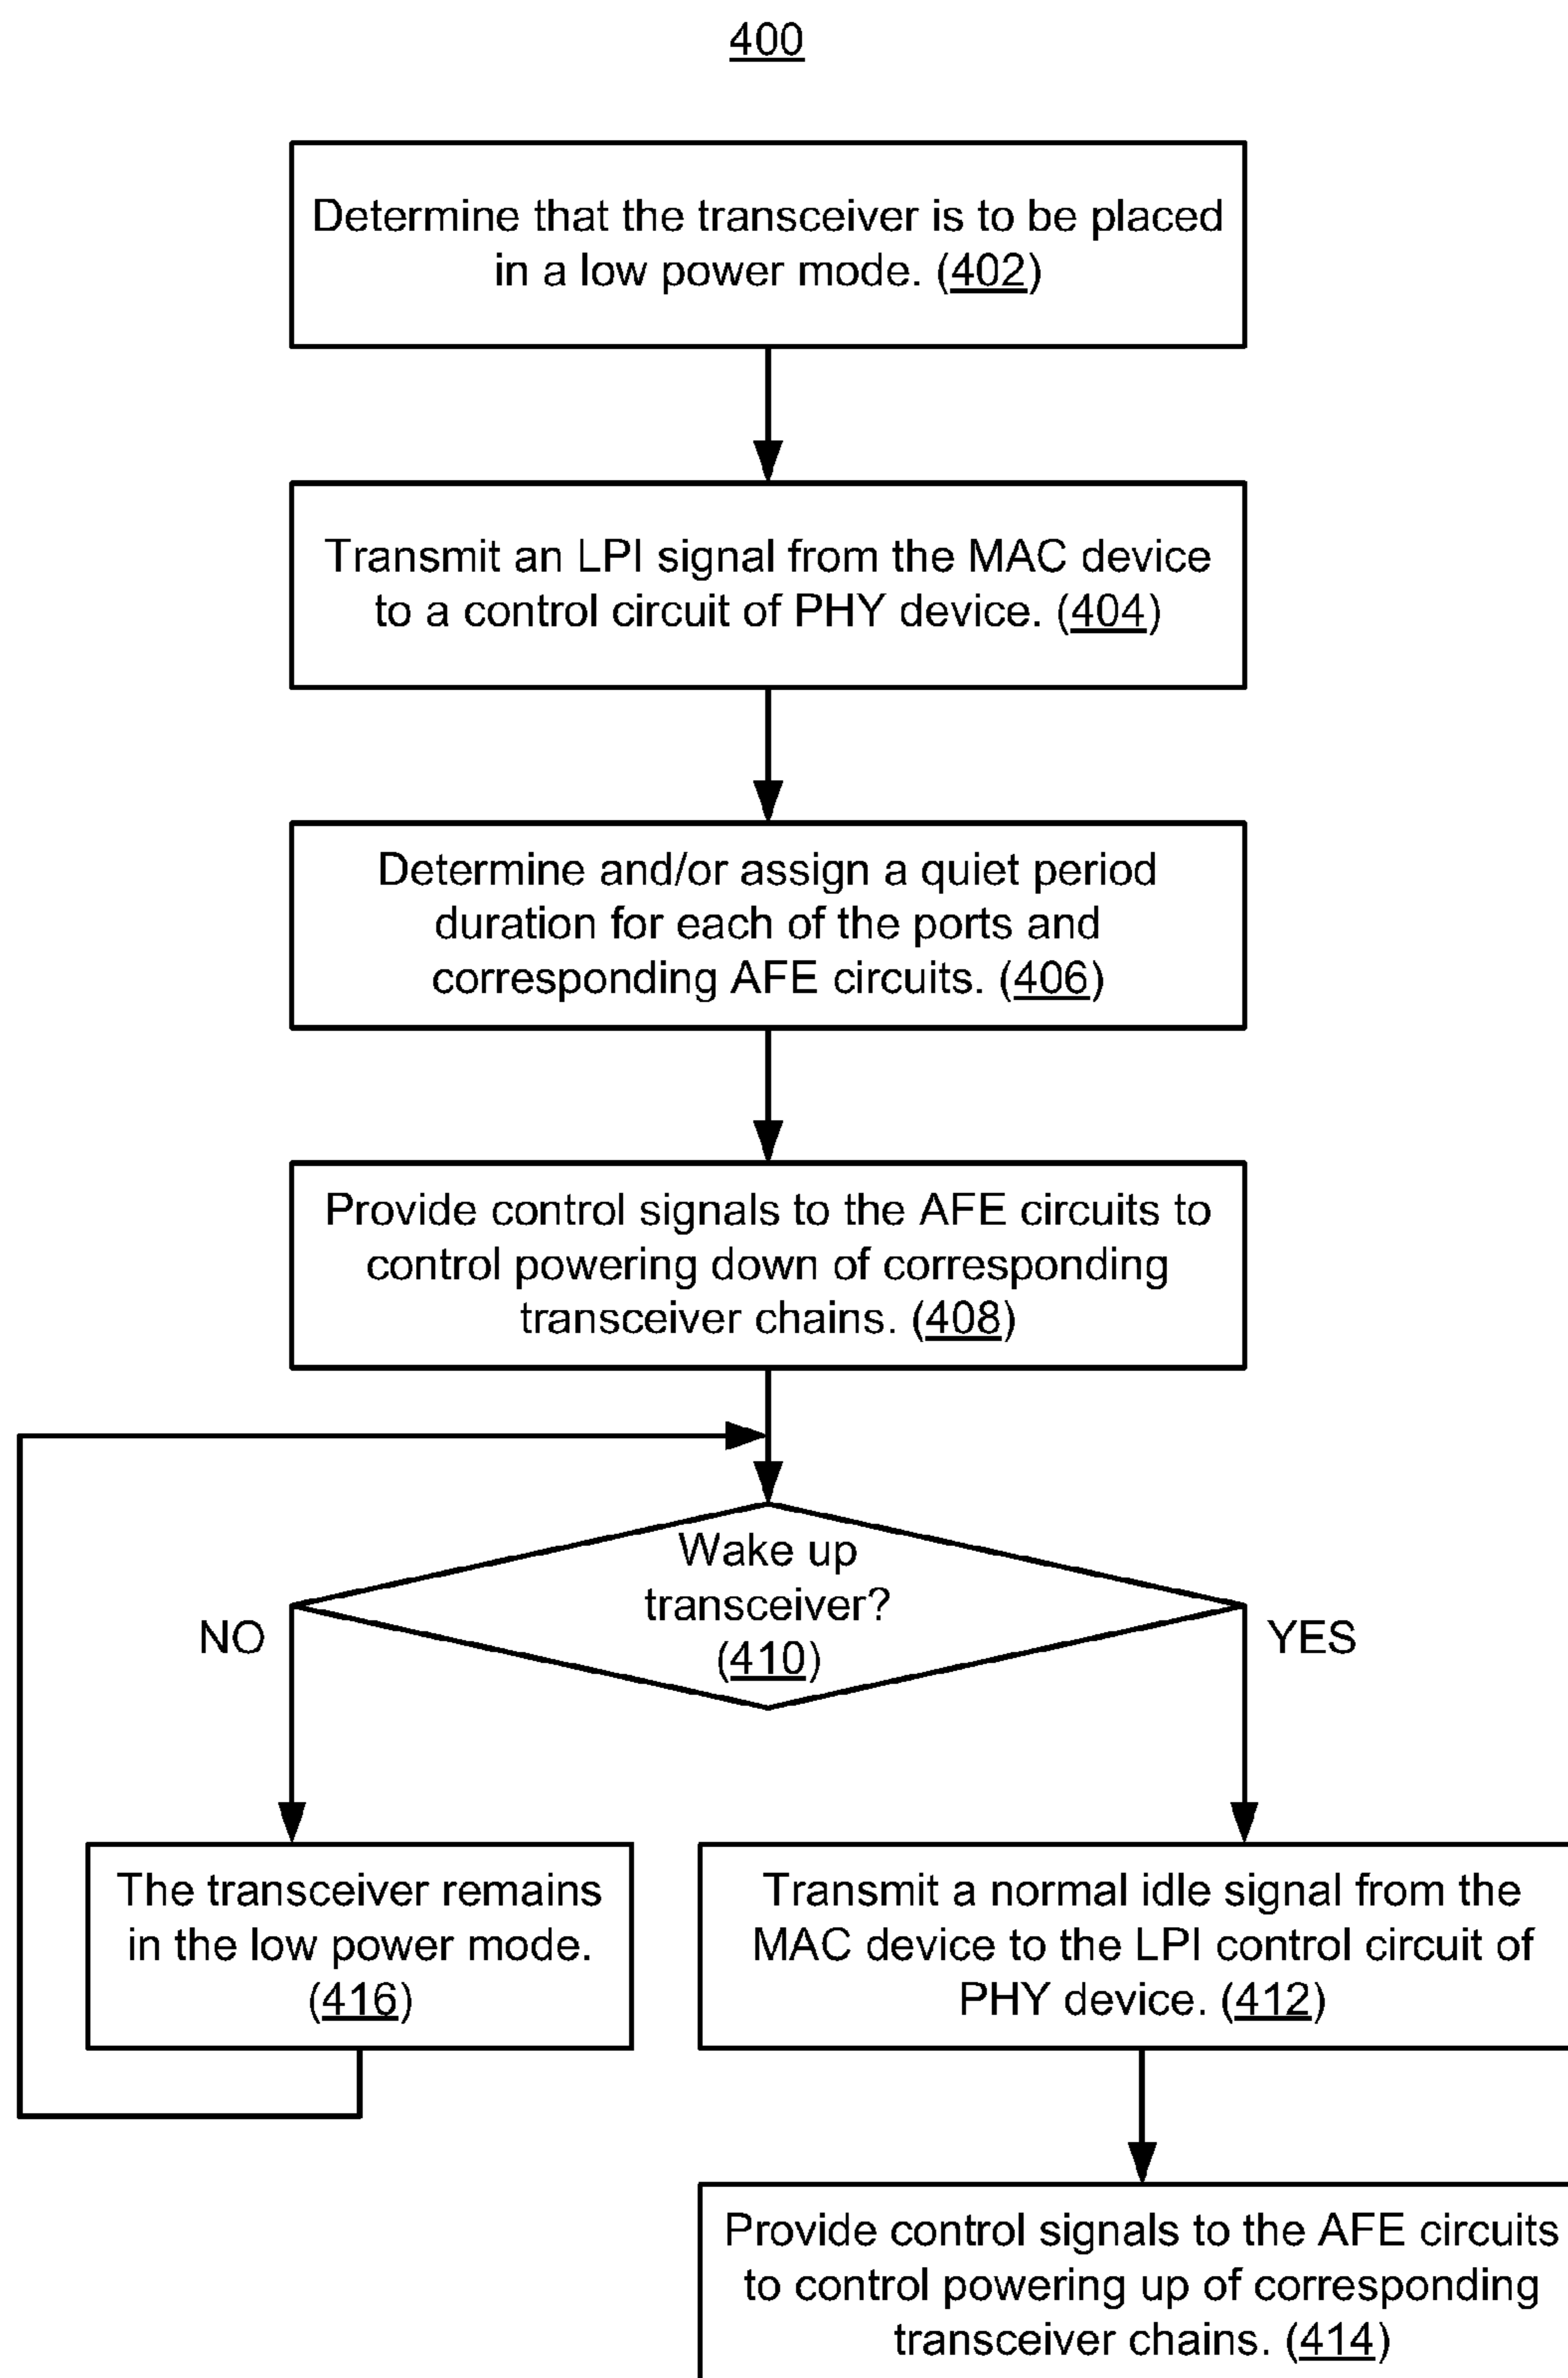 400
Determine that the transceiver is to be placed
in a low power mode. (402)
Transmit an LPI signal from the MAC device
to a control circuit of PHY device. (404)
Determine and/or assign a quiet period
duration for each of the ports and
corresponding AFE circuits. (406)
Provide control signals to the AFE circuits to
control powering down of corresponding
transceiver chains. (408)
Wake up
transceiver?
(410)
NO
YES
The transceiver remains
in the low power mode.
(416)
Transmit a normal idle signal from the
MAC device to the LPI control circuit of
PHY device. (412)
Provide control signals to the AFE circuits
to control powering up of corresponding
transceiver chains. (414)